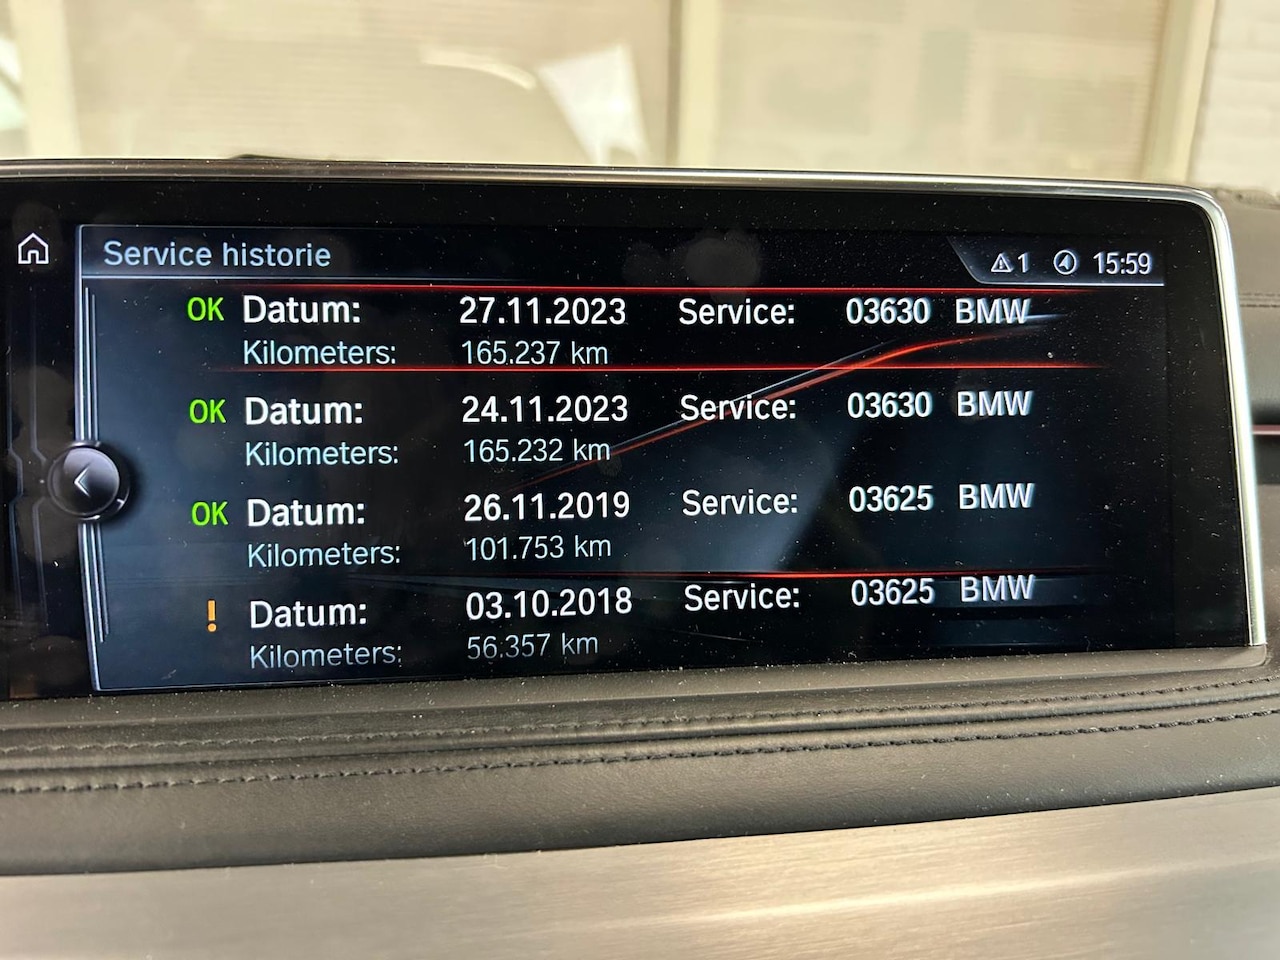 Service historie
1 15:59
OK Datum: 27.11.2023 Service: 03630 BMW
Kilometers: 165.237 km
OK Datum: 24.11.2023 Service: 03630 BMW
Kilometers: 165.232 km
OK Datum: 26.11.2019 Service: 03625 BMW
Kilometers: 101.753 km
! Datum: 03.10.2018 Service: 03625 BMW
Kilometers: 56.357 km